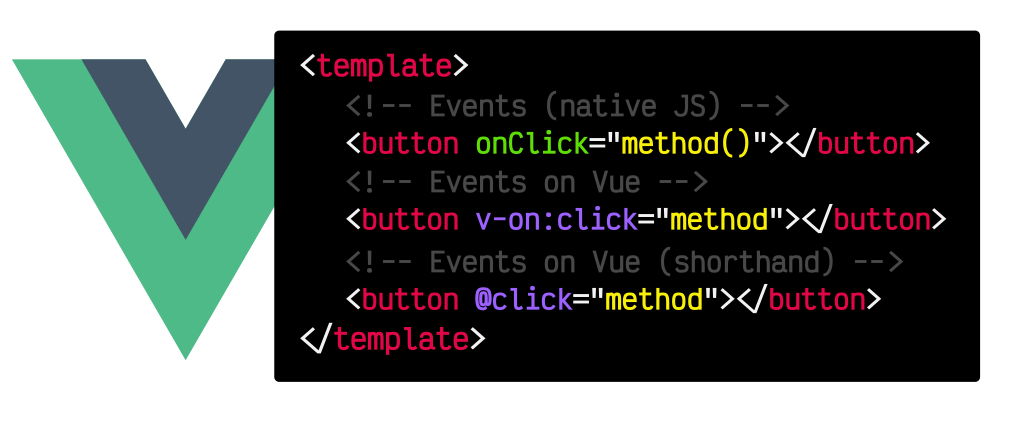 <template>
<!-- Events (native JS) -->
<button onClick="method()"></button>
<!-- Events on Vue -->
<button v-on:click="method"></button>
<!-- Events on Vue (shorthand) -->
<button @click="method"></button>
</template>